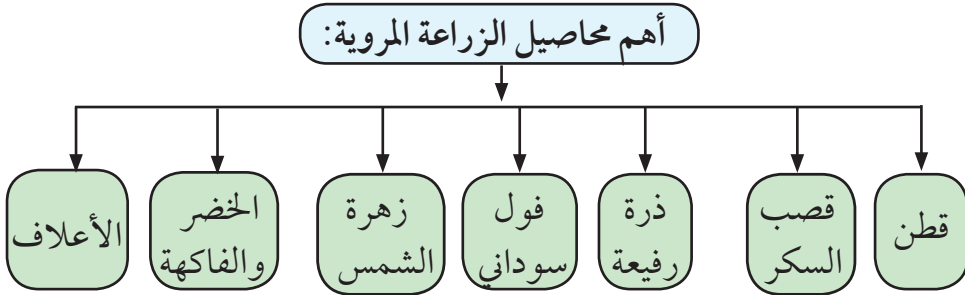 أهم محاصيل الزراعة المروية:
قطن
قصب
السكر
ذرة
رفيعة
فول
سوداني
زهرة
الشمس
الخضر
والفاكهة
الأعلاف